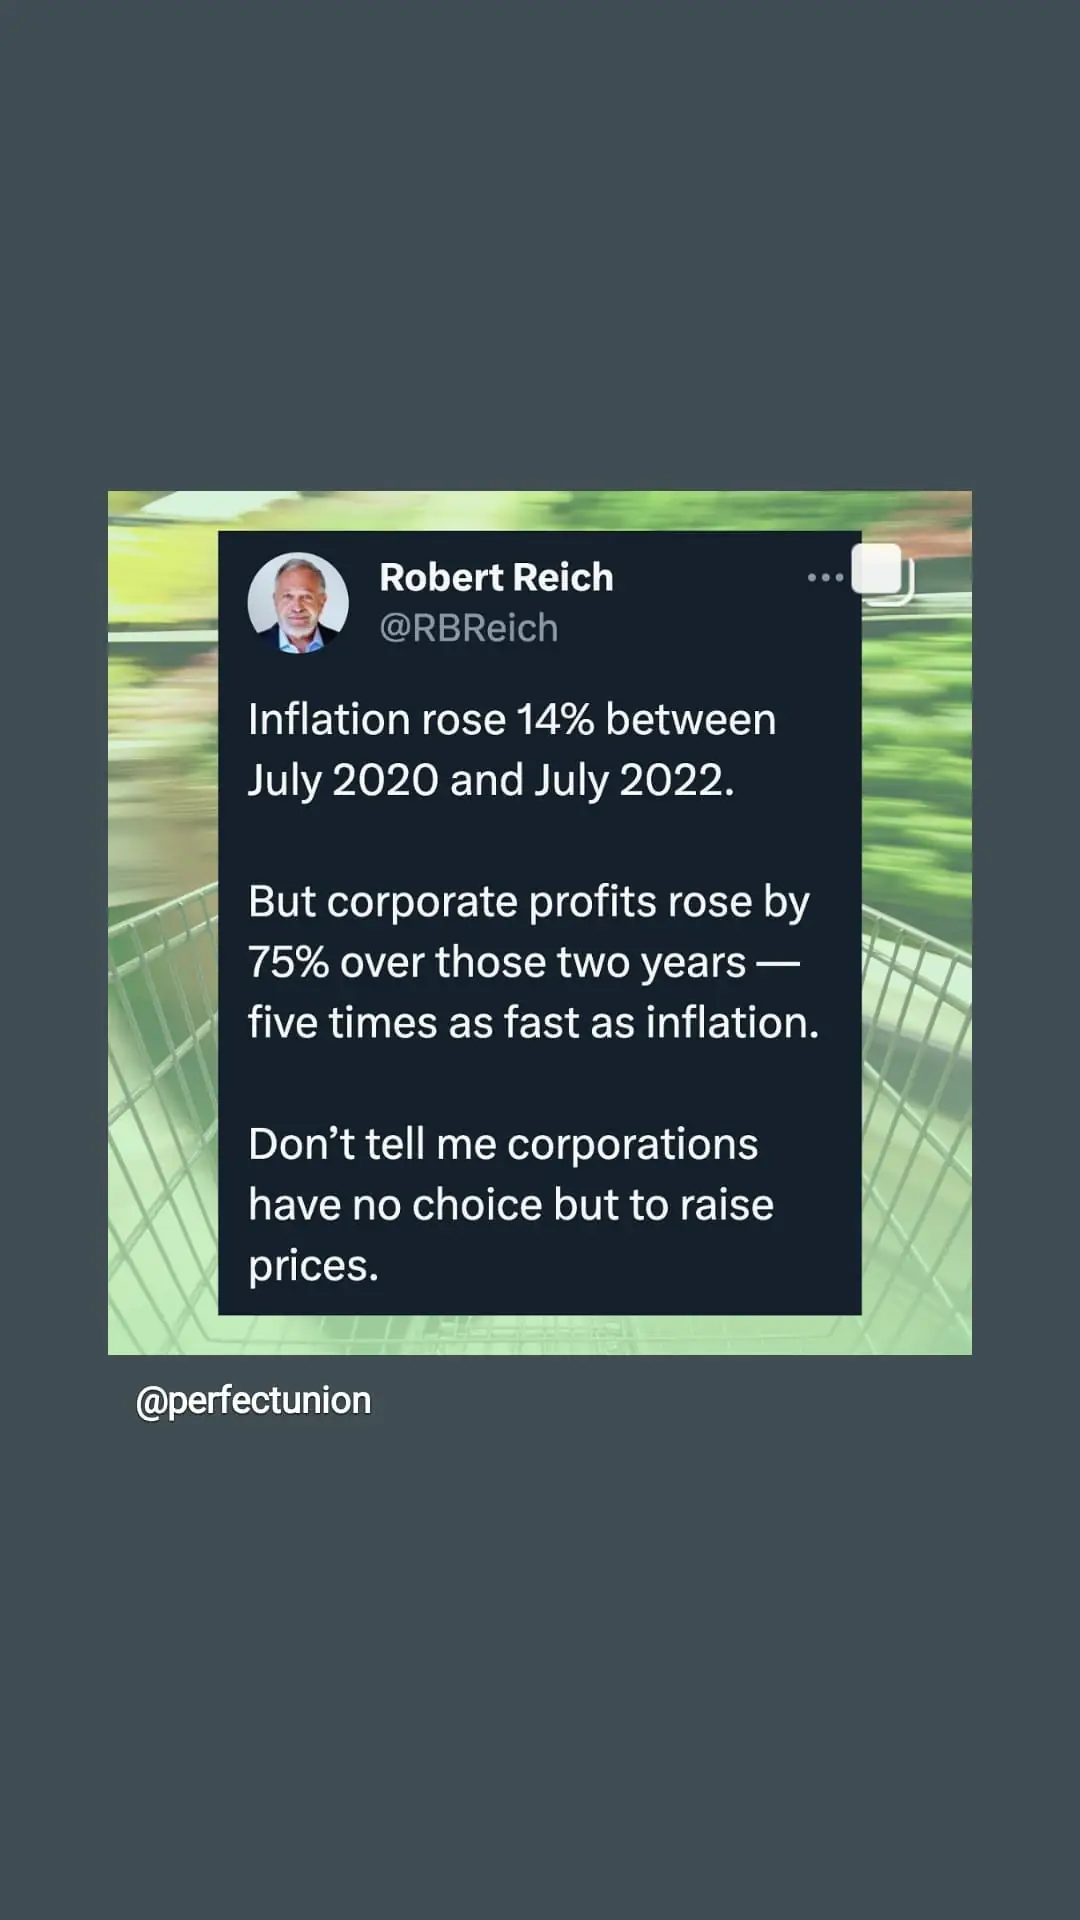 Robert Reich
@RBReich
Inflation rose 14% between
July 2020 and July 2022.
But corporate profits rose by
75% over those two years —
five times as fast as inflation.
Don’t tell me corporations
have no choice but to raise
prices.
@perfectunion